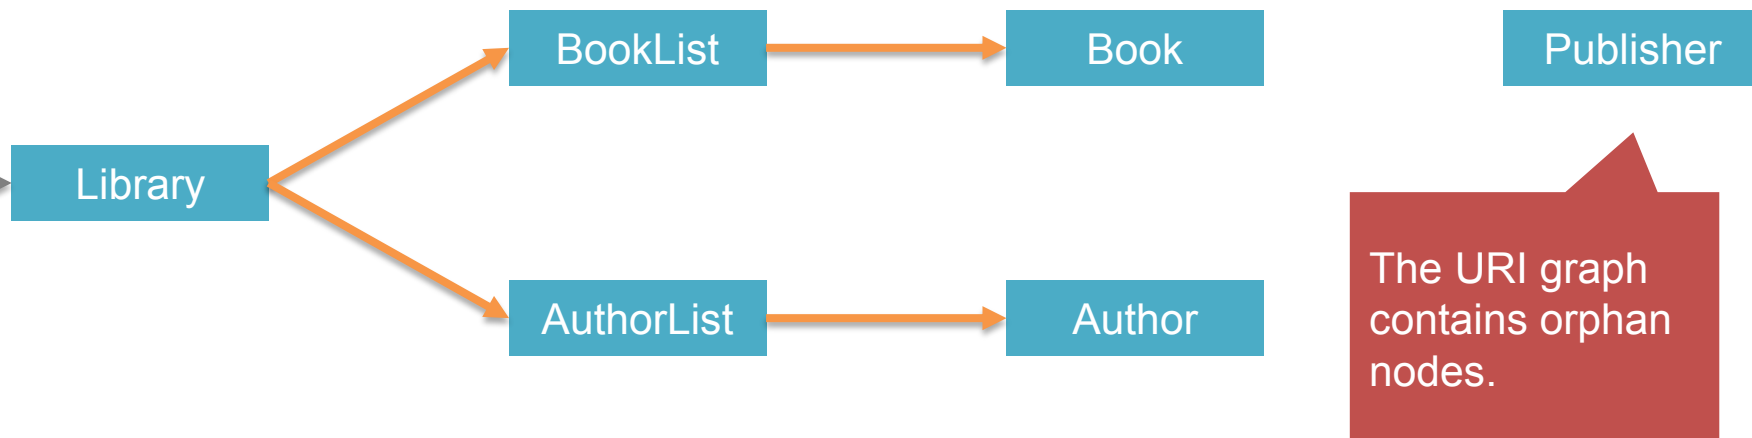 BookList
Book
Publisher
Library
AuthorList
Author
The URI graph
contains orphan
nodes.